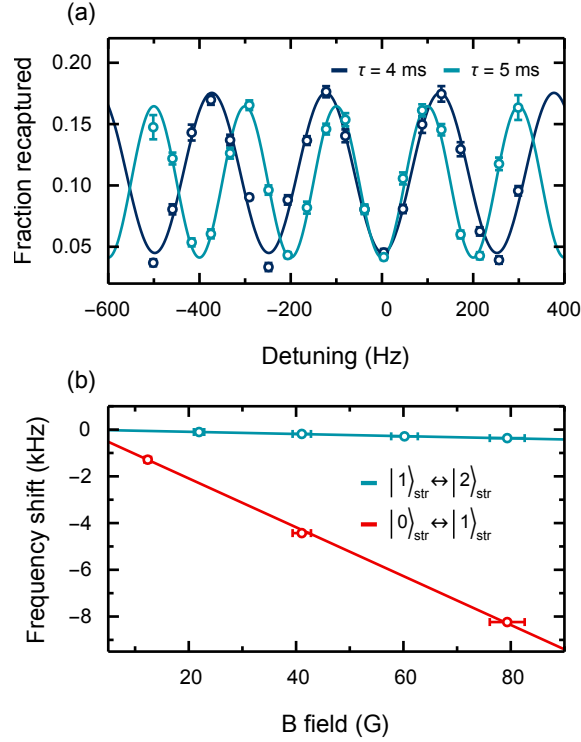 (a)
τ = 4 ms τ = 5 ms
Fraction recaptured
0.20
0.15
0.10
0.05
−600 −400 −200 0 200 400
Detuning (Hz)
(b)
Frequency shift (kHz)
0
−2
−4
−6
−8
|1⟩str ↔ |2⟩str
|0⟩str ↔ |1⟩str
20 40 60 80
B field (G)